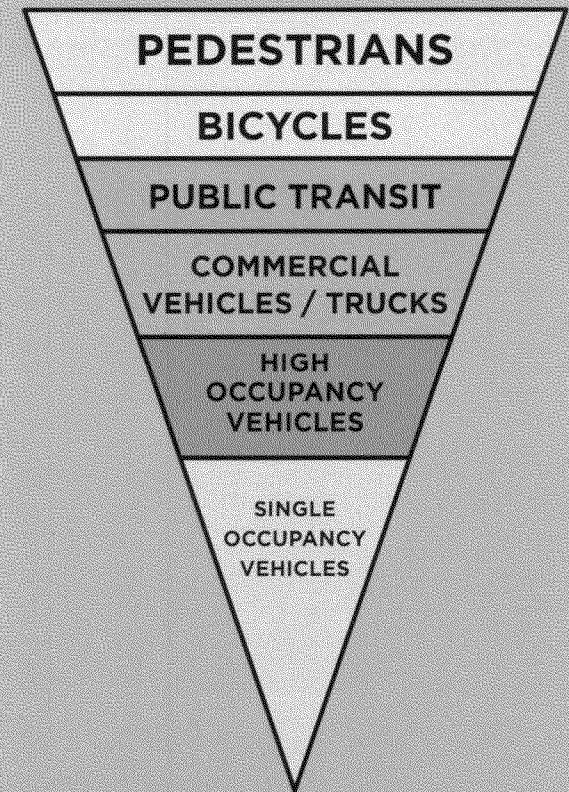 PEDESTRIANS
BICYCLES
PUBLIC TRANSIT
COMMERCIAL
VEHICLES / TRUCKS
HIGH
OCCUPANCY
VEHICLES
SINGLE
OCCUPANCY
VEHICLES